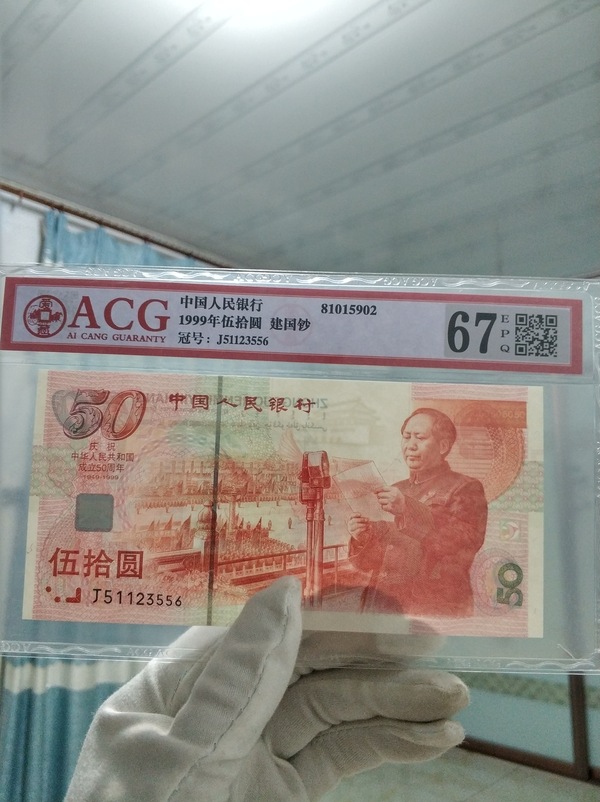 ACG
AI CANG GUARANTY
中国人民银行
81015902
1999年伍拾圆 建国钞
冠号: J51123556
67
EPQ
50
中国人民银行
庆祝
中华人民共和国
成立50周年
1949-1999
伍拾圆
J51123556
50